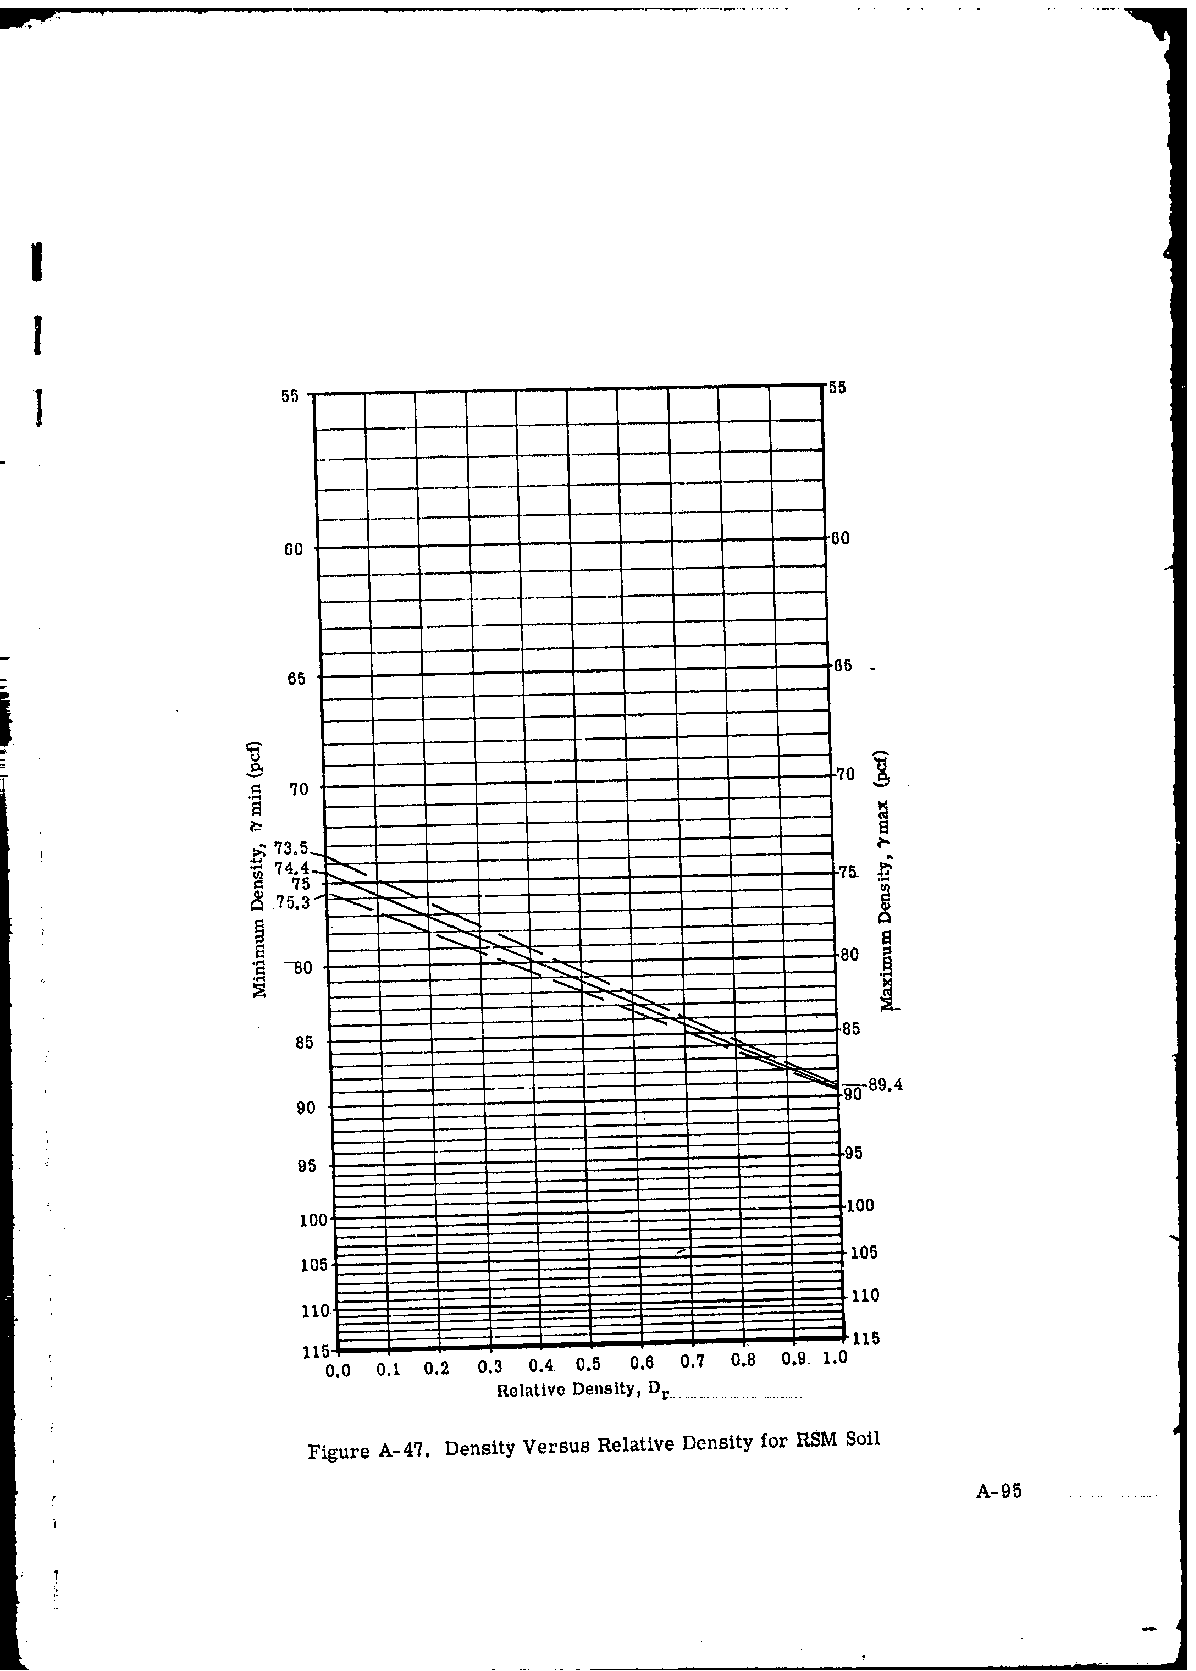 55 55
60 60
65 65
70 70
73.5
74.4
75 75
75.3
80 80
85 85
89.4
90 90
95 95
100 100
105 105
110 110
115 115
Minimum Density, γ min (pcf)
Maximum Density, γ max (pcf)
0.0 0.1 0.2 0.3 0.4 0.5 0.6 0.7 0.8 0.9 1.0
Relative Density, Dr
Figure A-47. Density Versus Relative Density for RSM Soil
A-95